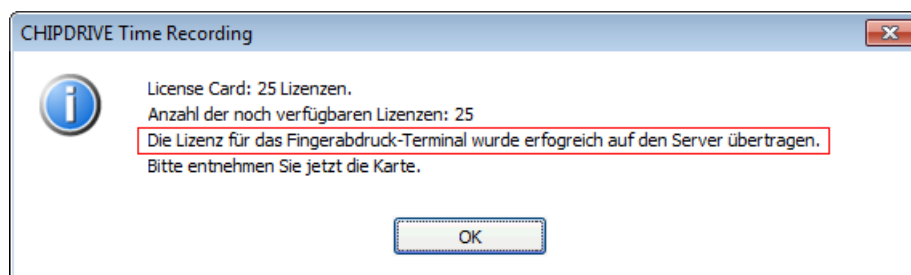 CHIPDRIVE Time Recording
License Card: 25 Lizenzen.
Anzahl der noch verfügbaren Lizenzen: 25
Die Lizenz für das Fingerabdruck-Terminal wurde erfogreich auf den Server übertragen.
Bitte entnehmen Sie jetzt die Karte.
OK